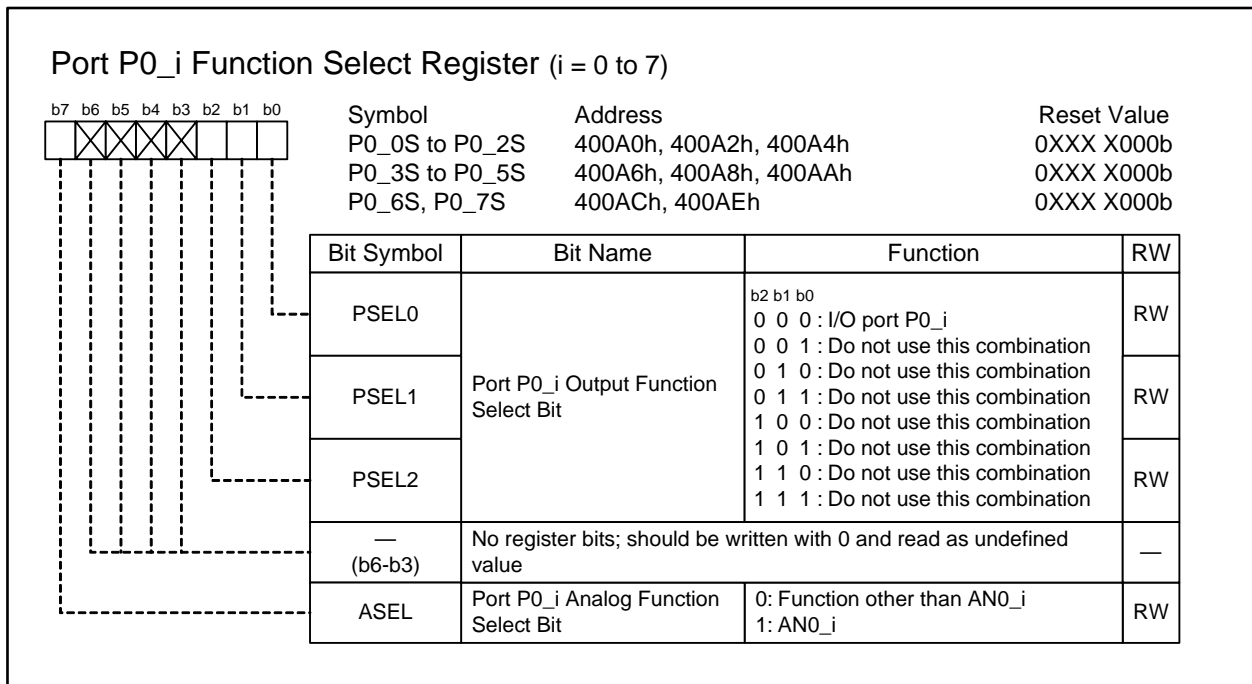 Port P0_i Function Select Register (i = 0 to 7)
b7 b6 b5 b4 b3 b2 b1 b0
Symbol Address Reset Value
P0_0S to P0_2S 400A0h, 400A2h, 400A4h 0XXX X000b
P0_3S to P0_5S 400A6h, 400A8h, 400AAh 0XXX X000b
P0_6S, P0_7S 400ACh, 400AEh 0XXX X000b
Bit Symbol Bit Name Function RW
PSEL0 RW
PSEL1 RW
PSEL2 RW
Port P0_i Output Function
Select Bit
b2 b1 b0
0 0 0 : I/O port P0_i
0 0 1 : Do not use this combination
0 1 0 : Do not use this combination
0 1 1 : Do not use this combination
1 0 0 : Do not use this combination
1 0 1 : Do not use this combination
1 1 0 : Do not use this combination
1 1 1 : Do not use this combination
—
(b6-b3)
No register bits; should be written with 0 and read as undefined
value
—
ASEL
Port P0_i Analog Function
Select Bit
0: Function other than AN0_i
1: AN0_i
RW